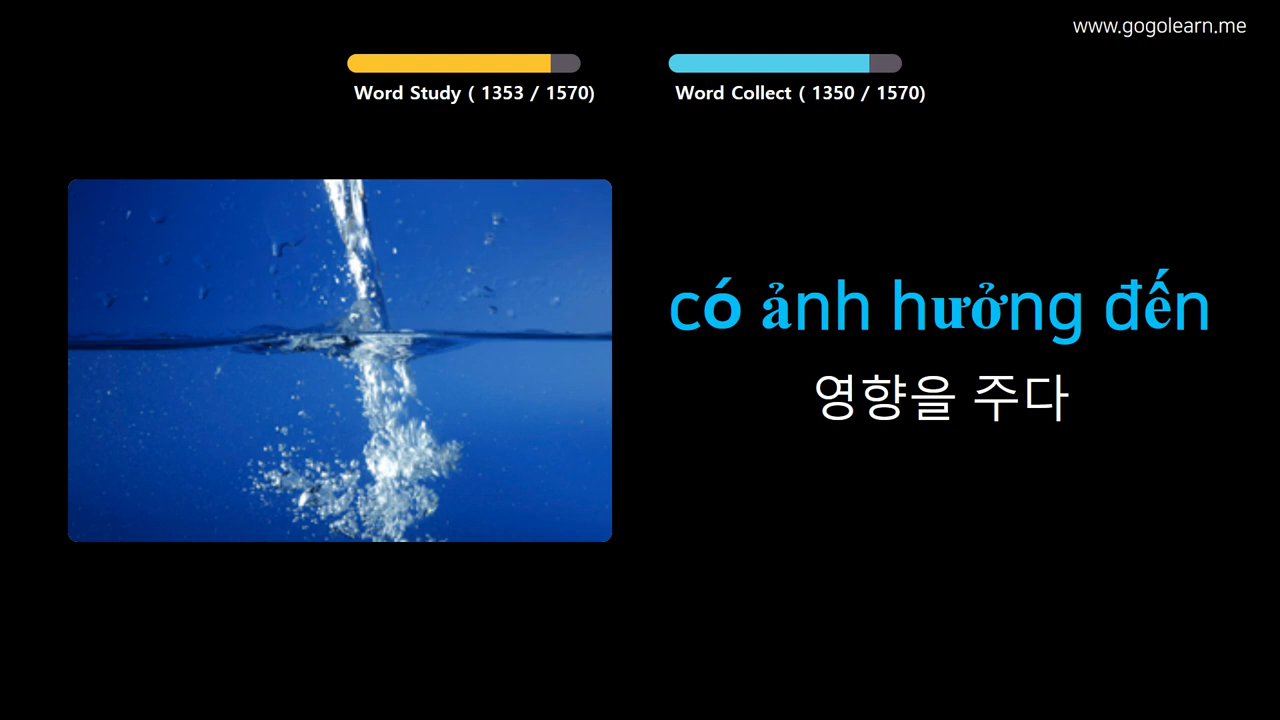 www.gogolearn.me
Word Study ( 1353 / 1570)
Word Collect ( 1350 / 1570)
có ảnh hưởng đến
영향을 주다